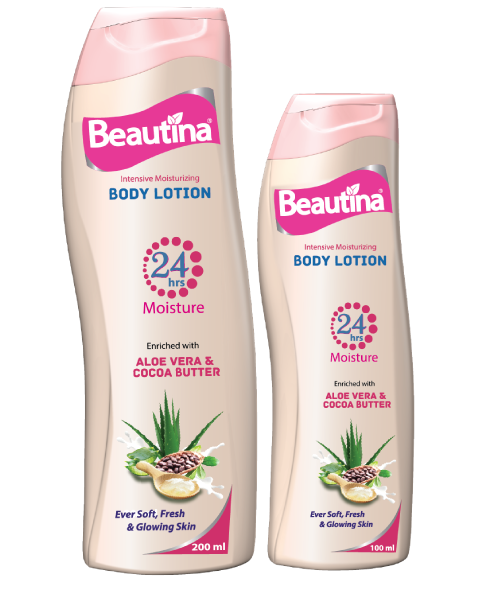 Beautina®
Intensive Moisturizing
BODY LOTION
24
hrs
Moisture
Enriched with
ALOE VERA &
COCOA BUTTER
Ever Soft, Fresh
& Glowing Skin
200 ml
Beautina®
Intensive Moisturizing
BODY LOTION
24
hrs
Moisture
Enriched with
ALOE VERA &
COCOA BUTTER
Ever Soft, Fresh
& Glowing Skin
100 ml